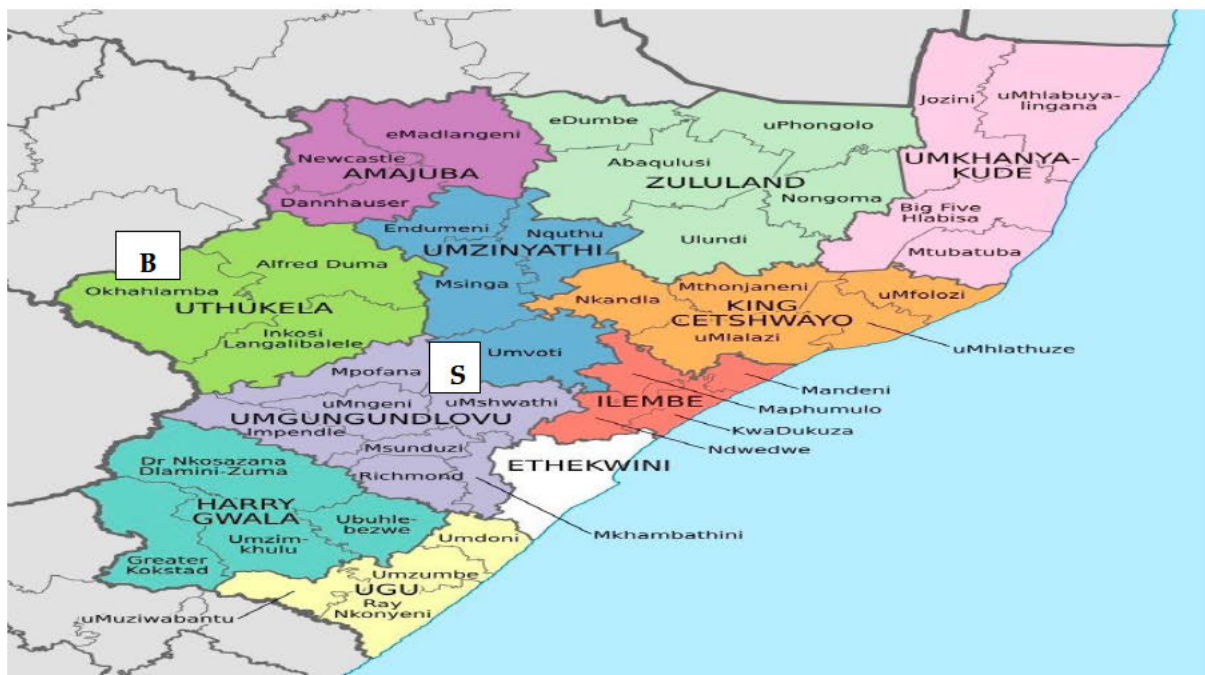 Jozini
uMhlabuya-
lingana
UMKHANYA-
KUDE
Big Five
Hlabisa
Mtubatuba
eDumbe
uPhongolo
Abaqulusi
ZULULAND
Nongoma
Ulundi
eMadlangeni
Newcastle
AMAJUBA
Dannhauser
Endumeni
Nquthu
UMZINYATHI
Msinga
Umvoti
B
Alfred Duma
Okhahlamba
UTHUKELA
Inkosi
Langalibalele
Nkandla
Mthonjaneni
uMfolozi
KING
CETSHWAYO
uMlalazi
uMhlathuze
Mpofana
S
uMngeni
uMshwathi
UMGUNGUNDLOVU
Impendle
Msunduzi
Richmond
Mkhambathini
ILEMBE
Mandeni
Maphumulo
KwaDukuza
Ndwedwe
ETHEKWINI
Dr Nkosazana
Dlamini-Zuma
HARRY
GWALA
Ubuhle-
bezwe
Umzim-
khulu
Greater
Kokstad
Umdoni
Umzumbe
UGU
Ray
Nkonyeni
uMuziwabantu